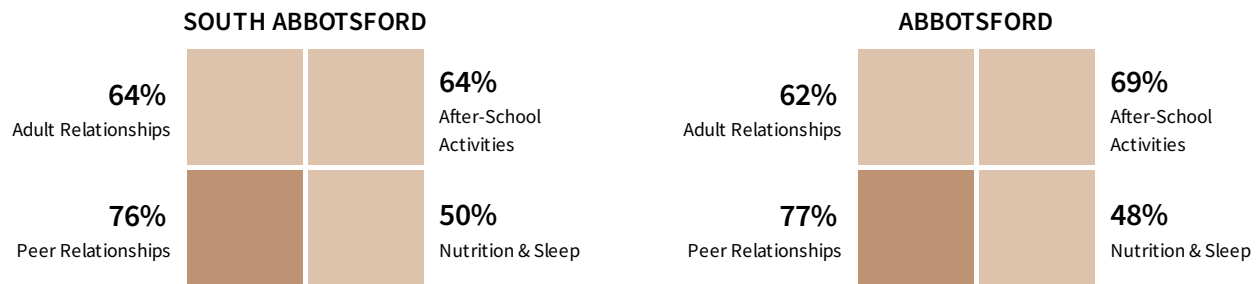 SOUTH ABBOTSFORD
64%
Adult Relationships
64%
After-School
Activities
76%
Peer Relationships
50%
Nutrition & Sleep
ABBOTSFORD
62%
Adult Relationships
69%
After-School
Activities
77%
Peer Relationships
48%
Nutrition & Sleep